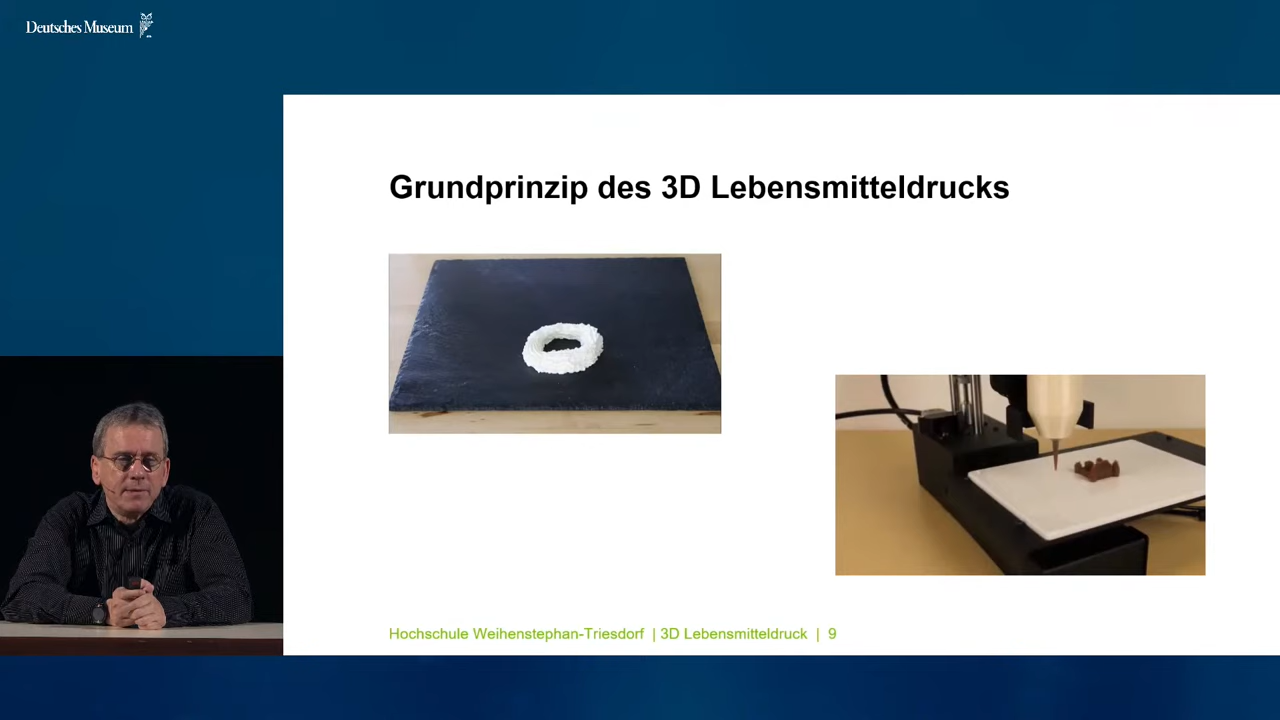 Deutsches Museum
Grundprinzip des 3D Lebensmitteldrucks
Hochschule Weihenstephan-Triesdorf | 3D Lebensmitteldruck | 9